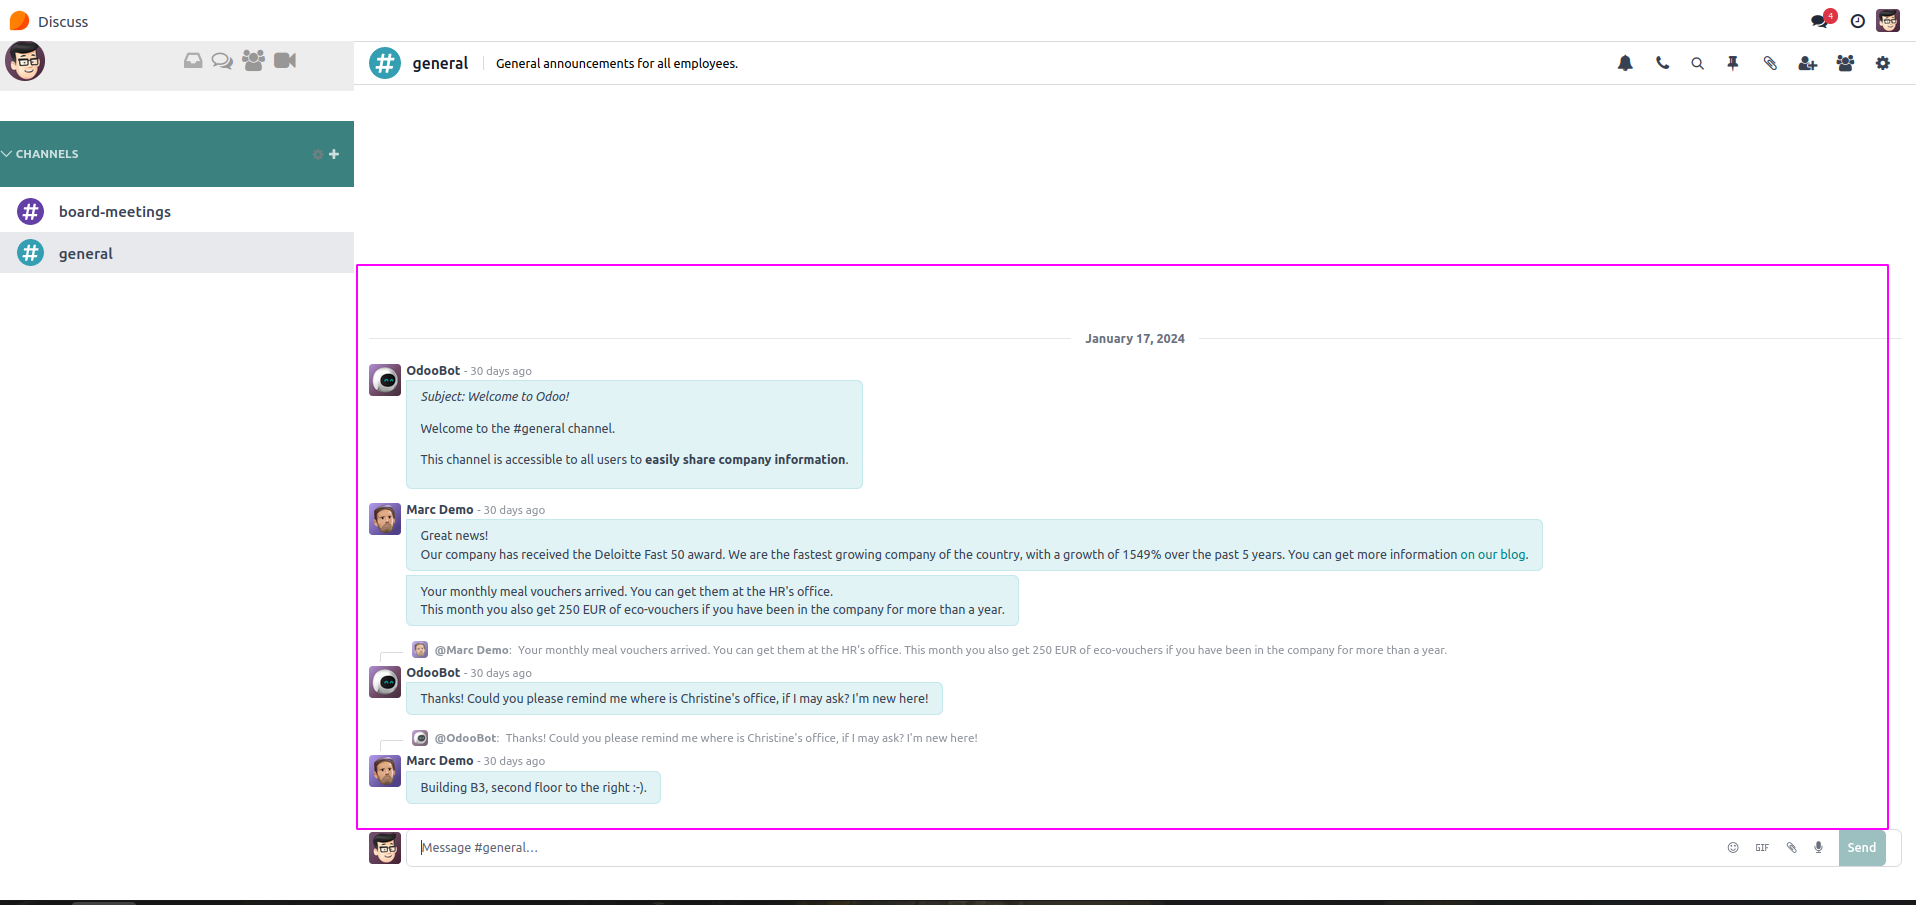 Discuss
4
general
General announcements for all employees.
CHANNELS
board-meetings
general
January 17, 2024
OdooBot - 30 days ago
Subject: Welcome to Odoo!
Welcome to the #general channel.
This channel is accessible to all users to easily share company information.
Marc Demo - 30 days ago
Great news!
Our company has received the Deloitte Fast 50 award. We are the fastest growing company of the country, with a growth of 1549% over the past 5 years. You can get more information on our blog.
Your monthly meal vouchers arrived. You can get them at the HR's office.
This month you also get 250 EUR of eco-vouchers if you have been in the company for more than a year.
@Marc Demo: Your monthly meal vouchers arrived. You can get them at the HR's office. This month you also get 250 EUR of eco-vouchers if you have been in the company for more than a year.
OdooBot - 30 days ago
Thanks! Could you please remind me where is Christine's office, if I may ask? I'm new here!
@OdooBot: Thanks! Could you please remind me where is Christine's office, if I may ask? I'm new here!
Marc Demo - 30 days ago
Building B3, second floor to the right :-).
Message #general…
GIF
Send